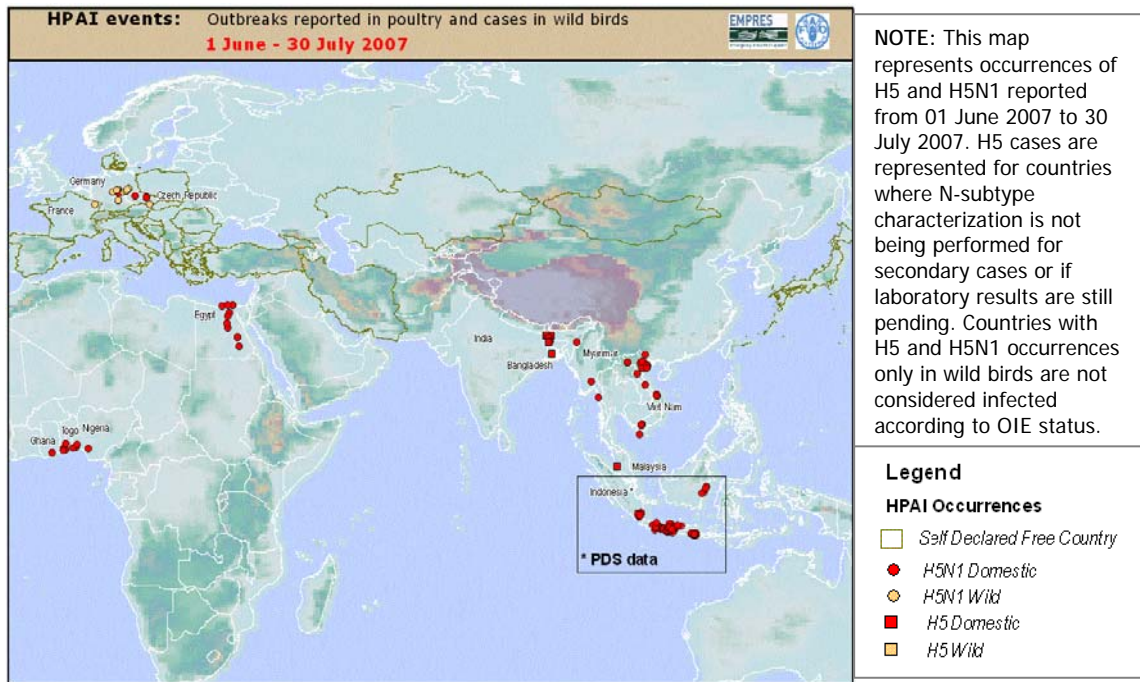 HPAI events: Outbreaks reported in poultry and cases in wild birds
1 June - 30 July 2007
EMPRES
FAO
Germany
Czech Republic
France
Egypt
India
Bangladesh
Myanmar
Viet Nam
Ghana
Togo
Nigeria
Malaysia
Indonesia *
* PDS data
NOTE: This map
represents occurrences of
H5 and H5N1 reported
from 01 June 2007 to 30
July 2007. H5 cases are
represented for countries
where N-subtype
characterization is not
being performed for
secondary cases or if
laboratory results are still
pending. Countries with
H5 and H5N1 occurrences
only in wild birds are not
considered infected
according to OIE status.
Legend
HPAI Occurrences
Self Declared Free Country
H5N1 Domestic
H5N1 Wild
H5 Domestic
H5 Wild